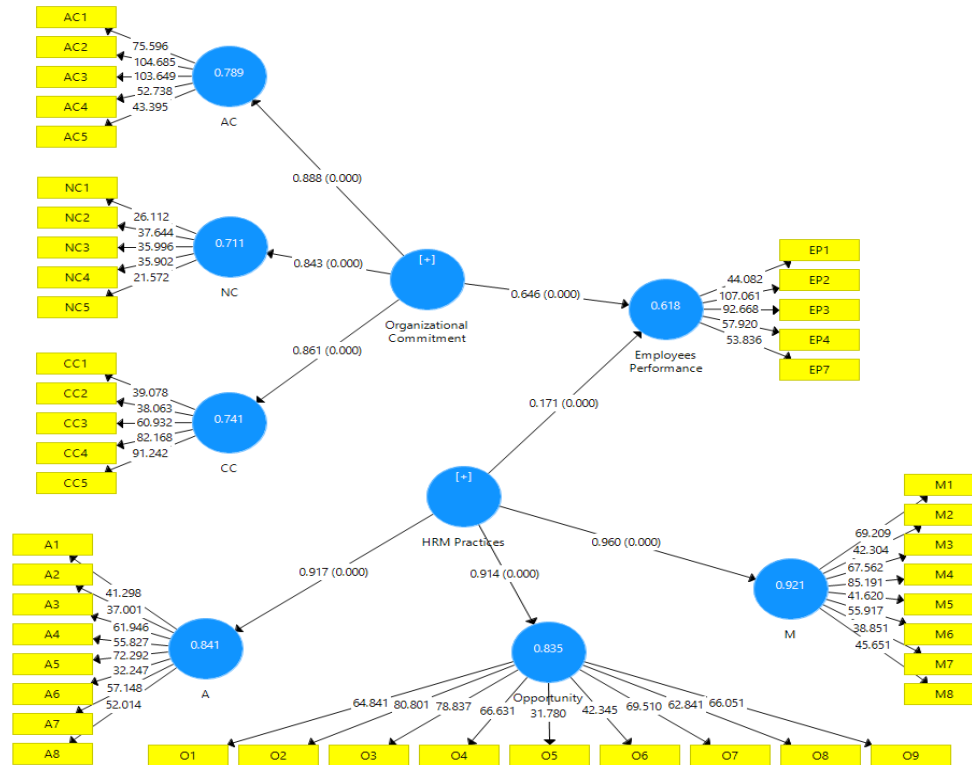 AC1
AC2
AC3
AC4
AC5
75.596
104.685
103.649
52.738
43.395
0.789
AC
0.888 (0.000)
NC1
NC2
NC3
NC4
NC5
26.112
37.644
35.996
35.902
21.572
0.711
NC
0.843 (0.000)
[+]
Organizational
Commitment
0.646 (0.000)
0.618
Employees
Performance
44.082
107.061
92.668
57.920
53.836
EP1
EP2
EP3
EP4
EP7
0.861 (0.000)
CC1
CC2
CC3
CC4
CC5
39.078
38.063
60.932
82.168
91.242
0.741
CC
0.171 (0.000)
[+]
HRM Practices
0.917 (0.000)
0.914 (0.000)
0.960 (0.000)
A1
A2
A3
A4
A5
A6
A7
A8
41.298
37.001
61.946
55.827
72.292
32.247
57.148
52.014
0.841
A
0.835
Opportunity
64.841
80.801
78.837
66.631
31.780
42.345
69.510
62.841
66.051
O1
O2
O3
O4
O5
O6
O7
O8
O9
0.921
M
69.209
42.304
67.562
85.191
41.620
55.917
38.851
45.651
M1
M2
M3
M4
M5
M6
M7
M8